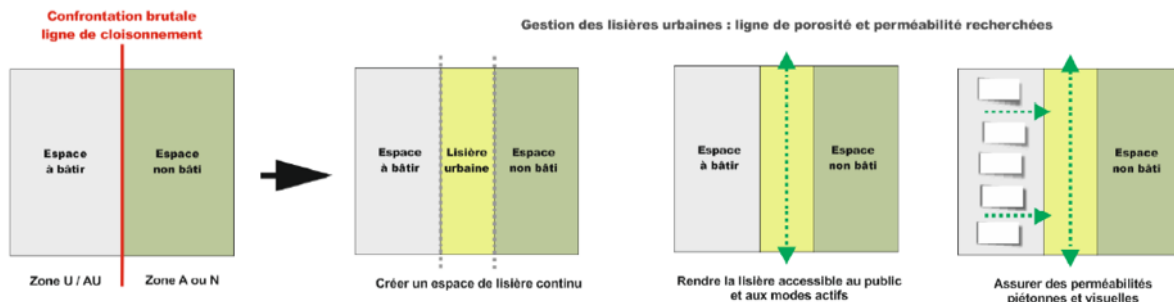 Confrontation brutale
ligne de cloisonnement
Gestion des lisières urbaines : ligne de porosité et perméabilité recherchées
Espace
à bâtir
Espace
non bâti
Zone U / AU
Zone A ou N
Espace
à bâtir
Lisière
urbaine
Espace
non bâti
Créer un espace de lisière continu
Espace
à bâtir
Espace
non bâti
Rendre la lisière accessible au public
et aux modes actifs
Espace
non bâti
Assurer des perméabilités
piétonnes et visuelles